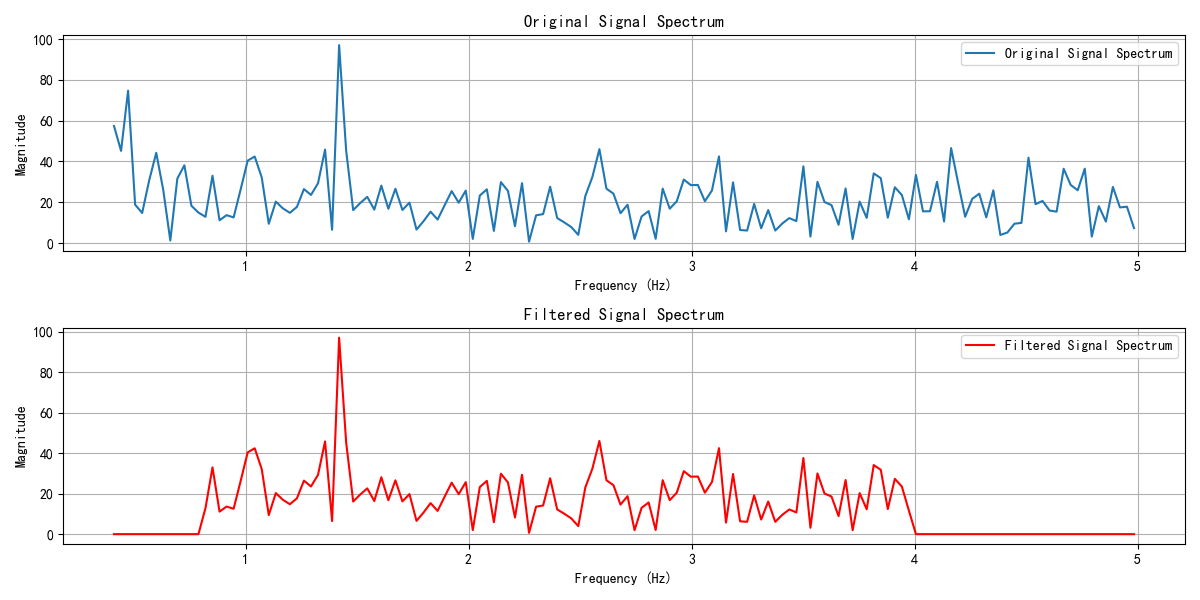 Original Signal Spectrum
100
80
60
40
20
0
Magnitude
Original Signal Spectrum
1
2
3
4
5
Frequency (Hz)
Filtered Signal Spectrum
100
80
60
40
20
0
Magnitude
Filtered Signal Spectrum
1
2
3
4
5
Frequency (Hz)